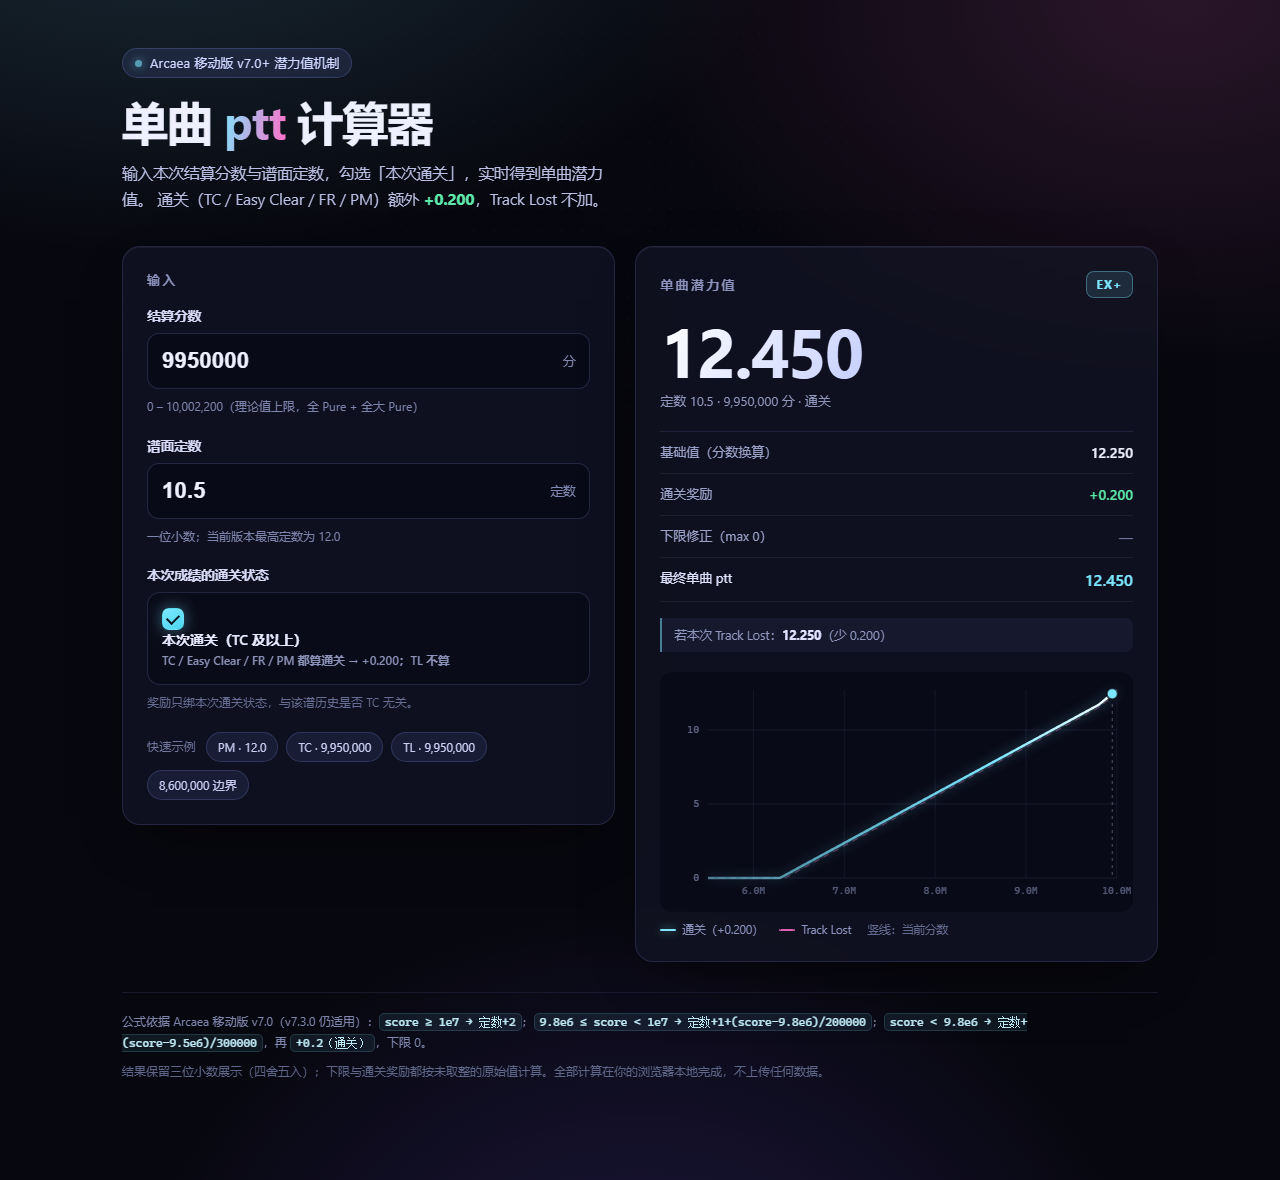 Arcaea 移动版 v7.0+ 潜力值机制
单曲 ptt 计算器
输入本次结算分数与谱面定数，勾选「本次通关」，实时得到单曲潜力
值。 通关（TC / Easy Clear / FR / PM）额外 +0.200，Track Lost 不加。
输入
结算分数
9950000 分
0 – 10,002,200（理论值上限，全 Pure + 全大 Pure）
谱面定数
10.5 定数
一位小数；当前版本最高定数为 12.0
本次成绩的通关状态
本次通关（TC 及以上）
TC / Easy Clear / FR / PM 都算通关 → +0.200；TL 不算
奖励只绑本次通关状态，与该谱历史是否 TC 无关。
快速示例 PM · 12.0 TC · 9,950,000 TL · 9,950,000
8,600,000 边界
单曲潜力值 EX+
12.450
定数 10.5 · 9,950,000 分 · 通关
基础值（分数换算） 12.250
通关奖励 +0.200
下限修正（max 0） —
最终单曲 ptt 12.450
若本次 Track Lost：12.250（少 0.200）
10
5
0
6.0M 7.0M 8.0M 9.0M 10.0M
通关（+0.200） Track Lost 竖线：当前分数
公式依据 Arcaea 移动版 v7.0（v7.3.0 仍适用）：score ≥ 1e7 → 定数+2；9.8e6 ≤ score < 1e7 → 定数+1+(score−9.8e6)/200000；score < 9.8e6 → 定数+
(score−9.5e6)/300000，再 +0.2（通关），下限 0。
结果保留三位小数展示（四舍五入）；下限与通关奖励都按未取整的原始值计算。全部计算在你的浏览器本地完成，不上传任何数据。